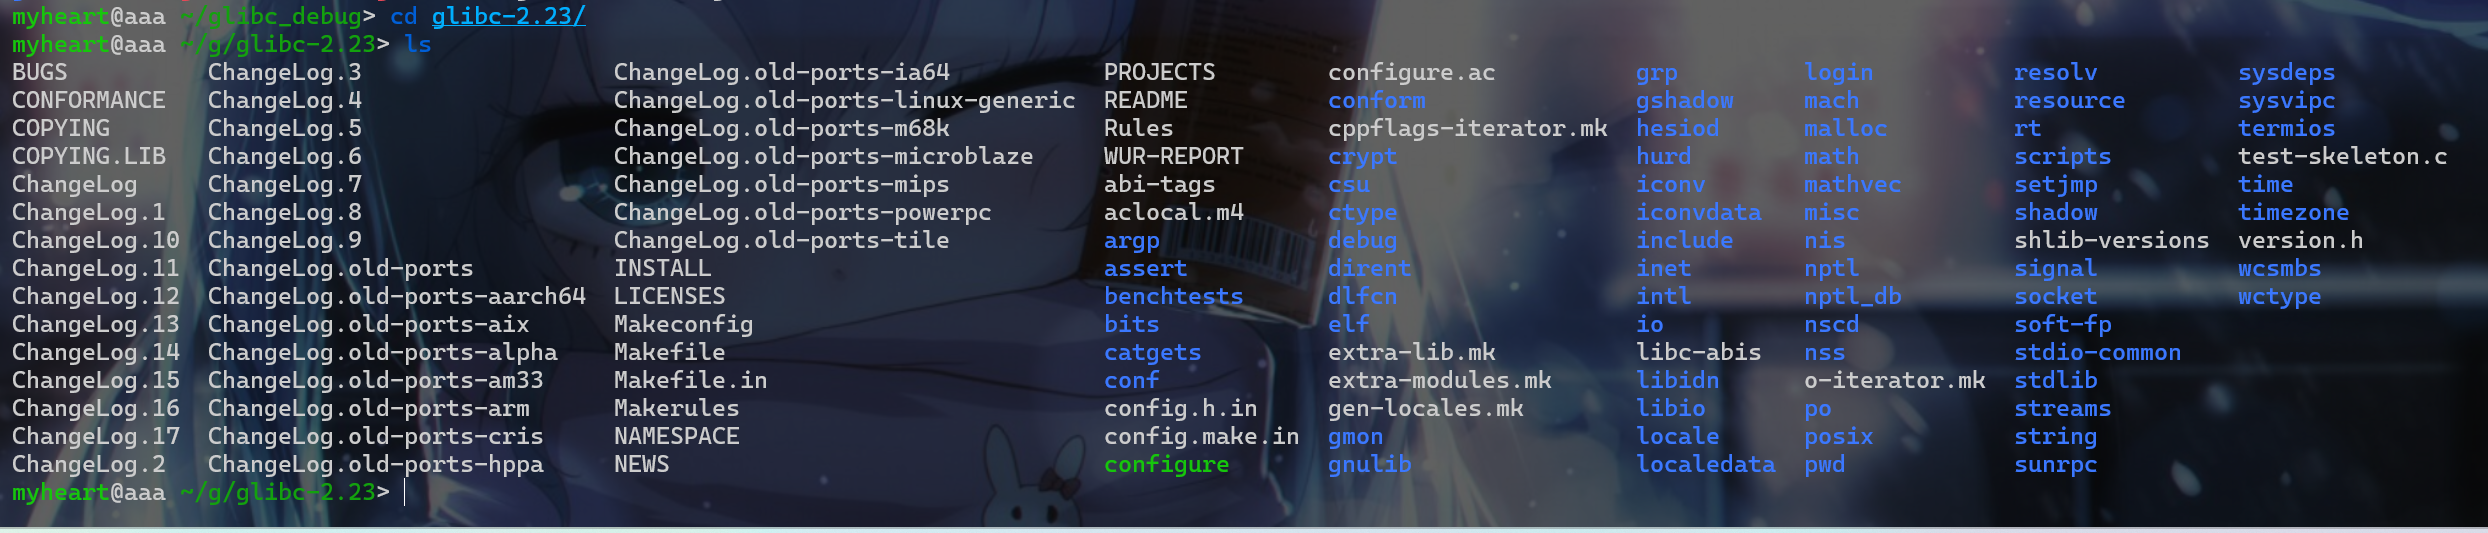 myheart@aaa ~/glibc_debug> cd glibc-2.23/
myheart@aaa ~/g/glibc-2.23> ls
BUGS ChangeLog.3 ChangeLog.old-ports-ia64 PROJECTS configure.ac grp login resolv sysdeps
CONFORMANCE ChangeLog.4 ChangeLog.old-ports-linux-generic README conform gshadow mach resource sysvipc
COPYING ChangeLog.5 ChangeLog.old-ports-m68k Rules cppflags-iterator.mk hesiod malloc rt termios
COPYING.LIB ChangeLog.6 ChangeLog.old-ports-microblaze WUR-REPORT crypt hurd math scripts test-skeleton.c
ChangeLog ChangeLog.7 ChangeLog.old-ports-mips abi-tags csu iconv mathvec setjmp time
ChangeLog.1 ChangeLog.8 ChangeLog.old-ports-powerpc aclocal.m4 ctype iconvdata misc shadow timezone
ChangeLog.10 ChangeLog.9 ChangeLog.old-ports-tile argp debug include nis shlib-versions version.h
ChangeLog.11 ChangeLog.old-ports INSTALL assert dirent inet nptl signal wcsmbs
ChangeLog.12 ChangeLog.old-ports-aarch64 LICENSES benchtests dlfcn intl nptl_db socket wctype
ChangeLog.13 ChangeLog.old-ports-aix Makeconfig bits elf io nscd soft-fp
ChangeLog.14 ChangeLog.old-ports-alpha Makefile catgets extra-lib.mk libc-abis nss stdio-common
ChangeLog.15 ChangeLog.old-ports-am33 Makefile.in conf extra-modules.mk libidn o-iterator.mk stdlib
ChangeLog.16 ChangeLog.old-ports-arm Makerules config.h.in gen-locales.mk libio po streams
ChangeLog.17 ChangeLog.old-ports-cris NAMESPACE config.make.in gmon locale posix string
ChangeLog.2 ChangeLog.old-ports-hppa NEWS configure gnulib localedata pwd sunrpc
myheart@aaa ~/g/glibc-2.23>